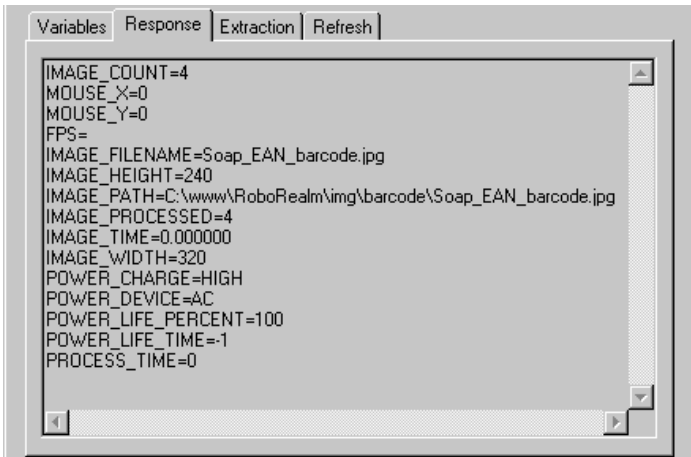 Variables Response Extraction Refresh
IMAGE_COUNT=4
MOUSE_X=0
MOUSE_Y=0
FPS=
IMAGE_FILENAME=Soap_EAN_barcode.jpg
IMAGE_HEIGHT=240
IMAGE_PATH=C:\www\RoboRealm\img\barcode\Soap_EAN_barcode.jpg
IMAGE_PROCESSED=4
IMAGE_TIME=0.000000
IMAGE_WIDTH=320
POWER_CHARGE=HIGH
POWER_DEVICE=AC
POWER_LIFE_PERCENT=100
POWER_LIFE_TIME=-1
PROCESS_TIME=0